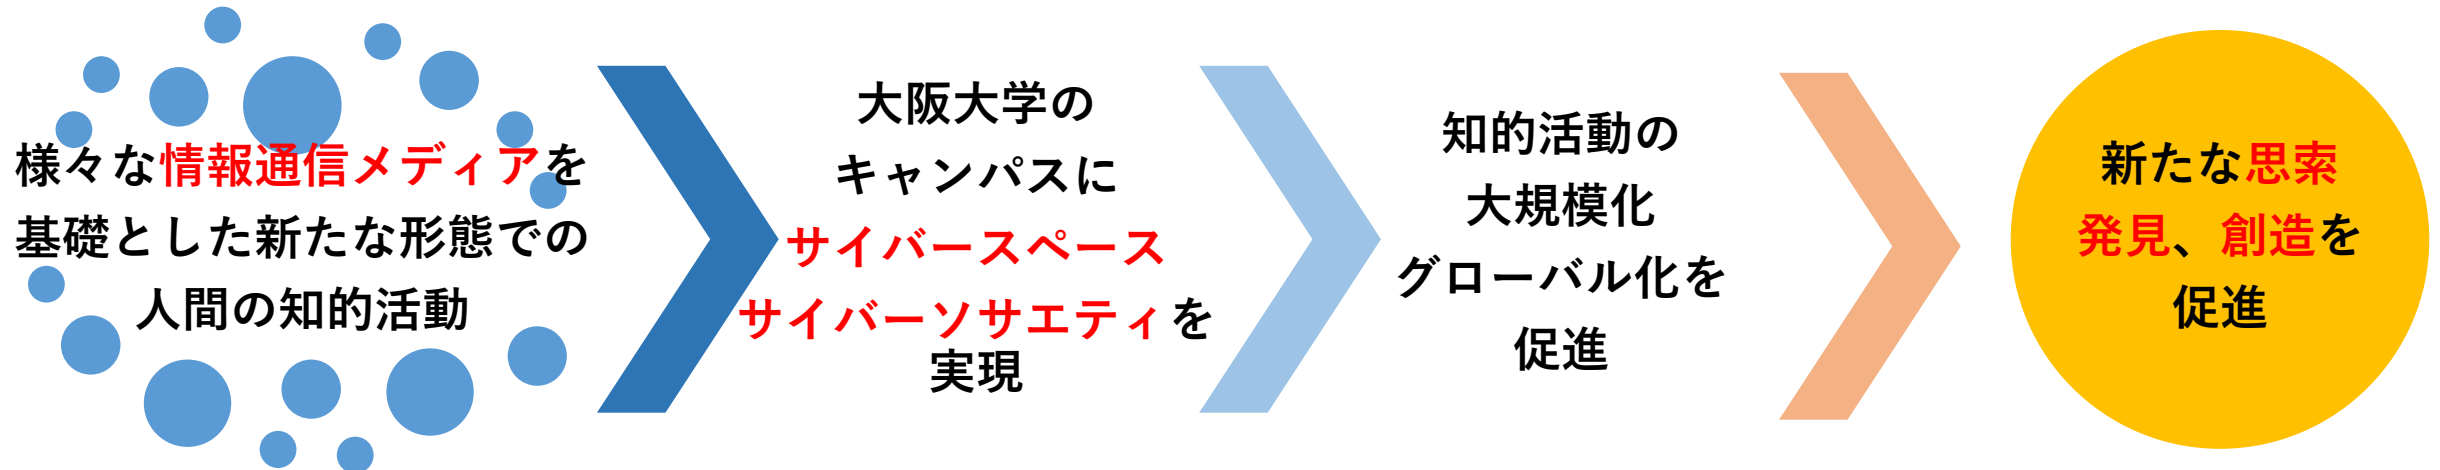 様々な情報通信メディアを
基礎とした新たな形態での
人間の知的活動
大阪大学の
キャンパスに
サイバースペース
サイバーソサエティを
実現
知的活動の
大規模化
グローバル化を
促進
新たな思索
発見、創造を
促進